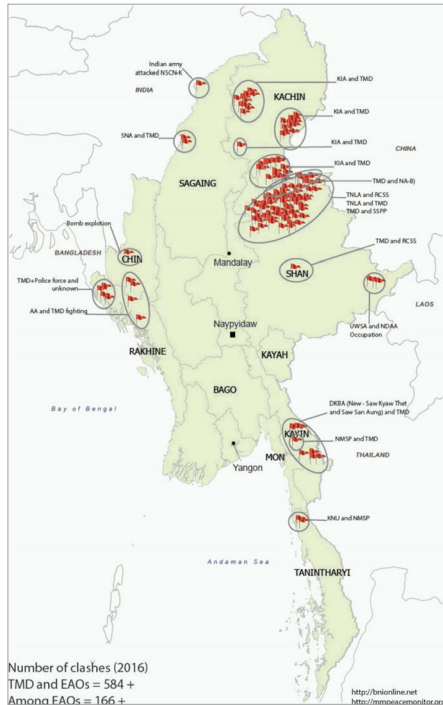 Indian army
attacked NSCN-K
INDIA
KIA and TMD
KACHIN
KIA and TMD
SNA and TMD
KIA and TMD
CHINA
KIA and TMD
SAGAING
TMD and NA-B)
TNLA and RCSS
TNLA and TMD
TMD and SSPP
Bomb explotion
BANGLADESH
CHIN
Mandalay
TMD and RCSS
SHAN
TMD+Police force and
unknown
LAOS
AA and TMD fighting
UWSA and NDAA
Occupation
Naypyidaw
RAKHINE
KAYAH
BAGO
DKBA (New - Saw Kyaw Thet
and Saw San Aung) and TMD
Bay of Bengal
KAYIN
NMSP and TMD
MON
THAILAND
Yangon
KNU and NMSP
Andaman Sea
TANINTHARYI
Number of clashes (2016)
TMD and EAOs = 584 +
Among EAOs = 166 +
http://bnionline.net
http://mmpeacemonitor.org